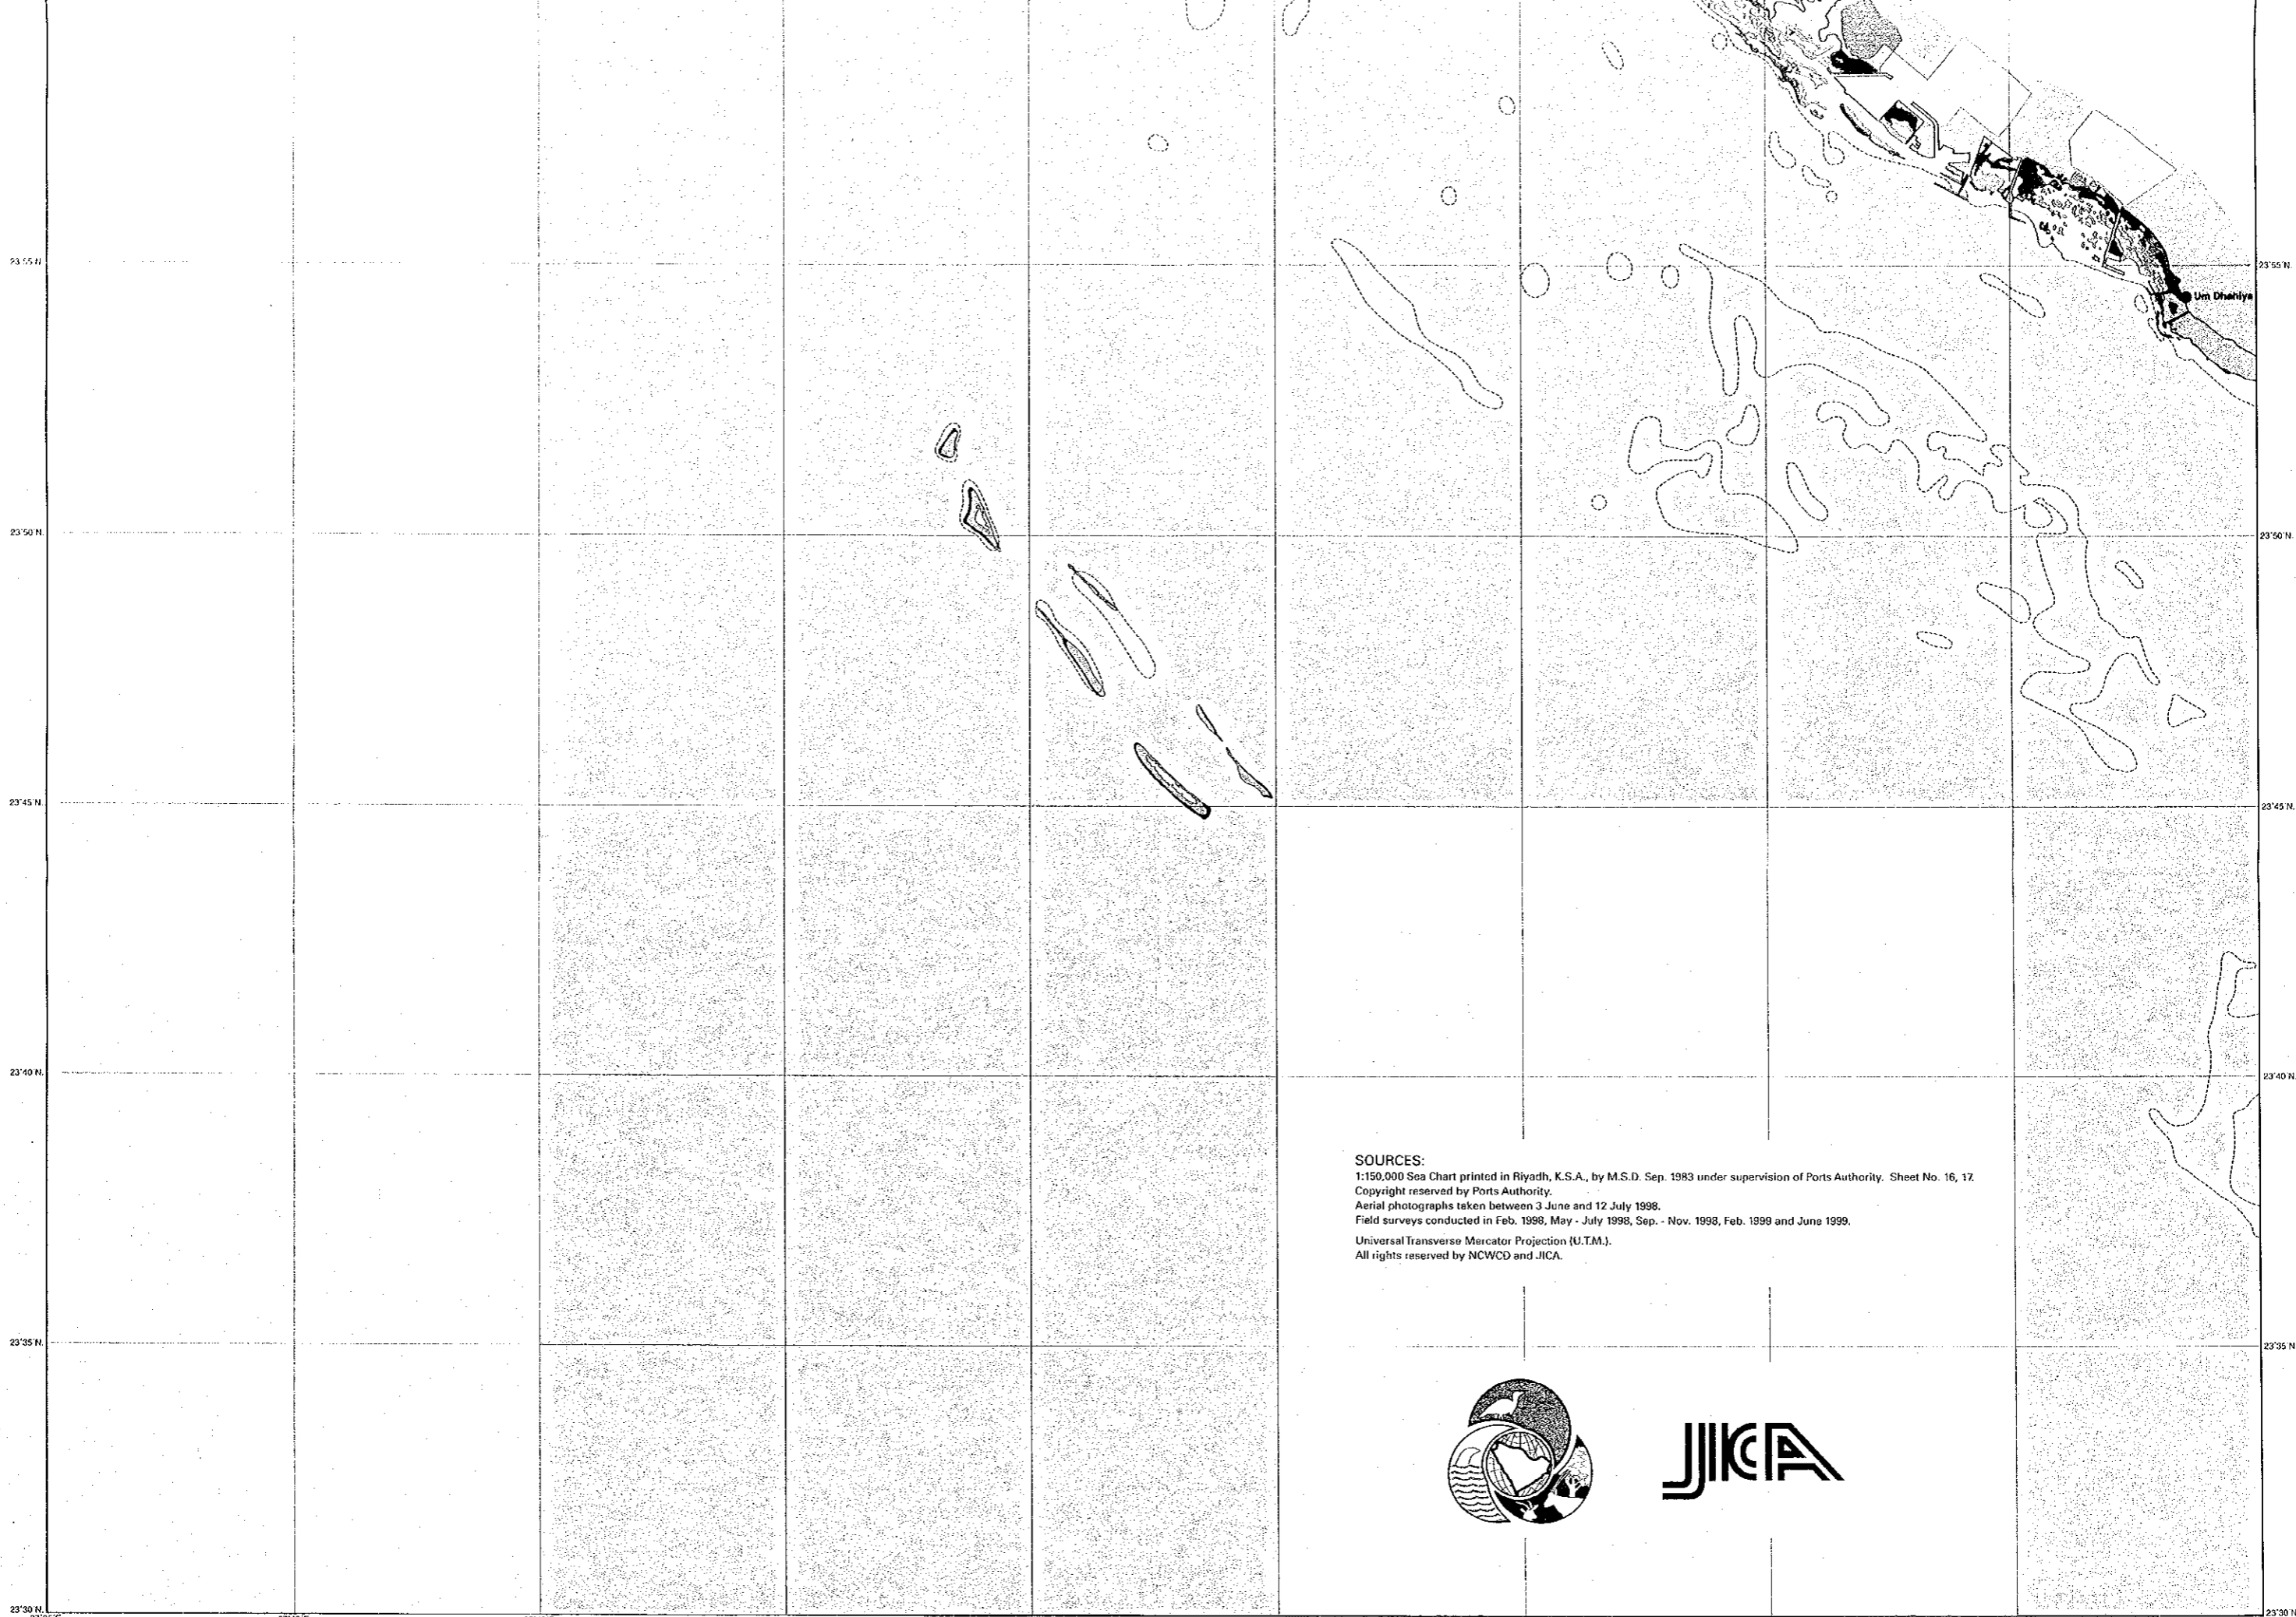 23°55'N
23°55'N.
Um Dhahiya
23°50'N.
23°50'N.
23°45'N.
23°45'N.
23°40'N.
23°40'N.
SOURCES:
1:150,000 Sea Chart printed in Riyadh, K.S.A., by M.S.D. Sep. 1983 under supervision of Ports Authority. Sheet No. 16, 17.
Copyright reserved by Ports Authority.
Aerial photographs taken between 3 June and 12 July 1998.
Field surveys conducted in Feb. 1998, May - July 1998, Sep. - Nov. 1998, Feb. 1999 and June 1999.
Universal Transverse Mercator Projection (U.T.M.).
All rights reserved by NCWCD and JICA.
23°35'N.
23°35'N
JICA
23°30'N.
23°30'N